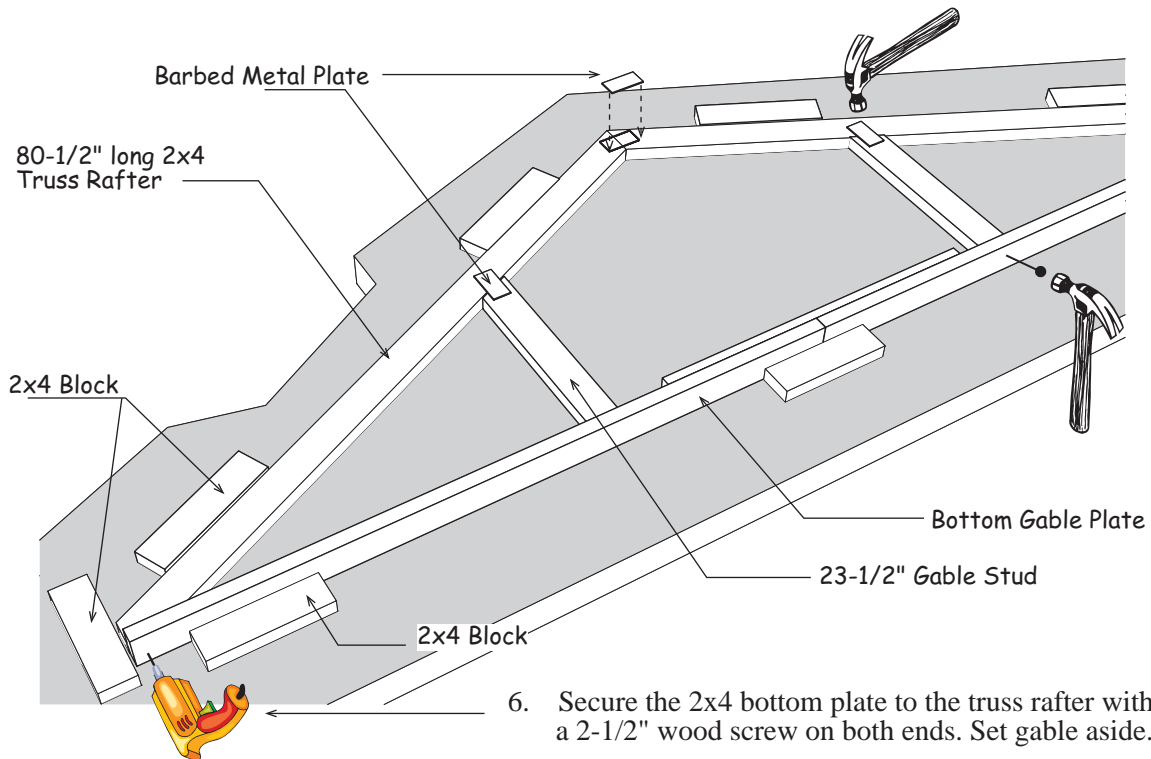 Barbed Metal Plate
80-1/2" long 2x4
Truss Rafter
2x4 Block
Bottom Gable Plate
23-1/2" Gable Stud
2x4 Block
6. Secure the 2x4 bottom plate to the truss rafter with
a 2-1/2" wood screw on both ends. Set gable aside.